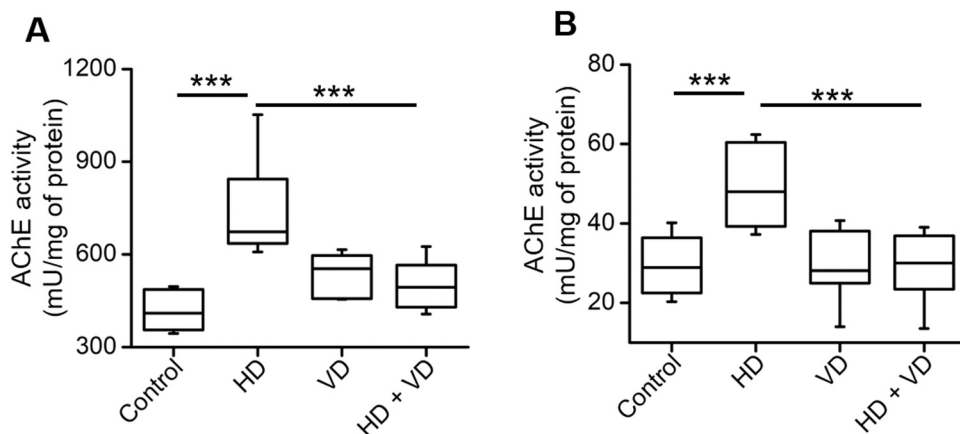 A
AChE activity
(mU/mg of protein)
1200
900
600
300
***
***
Control
HD
VD
HD + VD
B
AChE activity
(mU/mg of protein)
80
60
40
20
***
***
Control
HD
VD
HD + VD